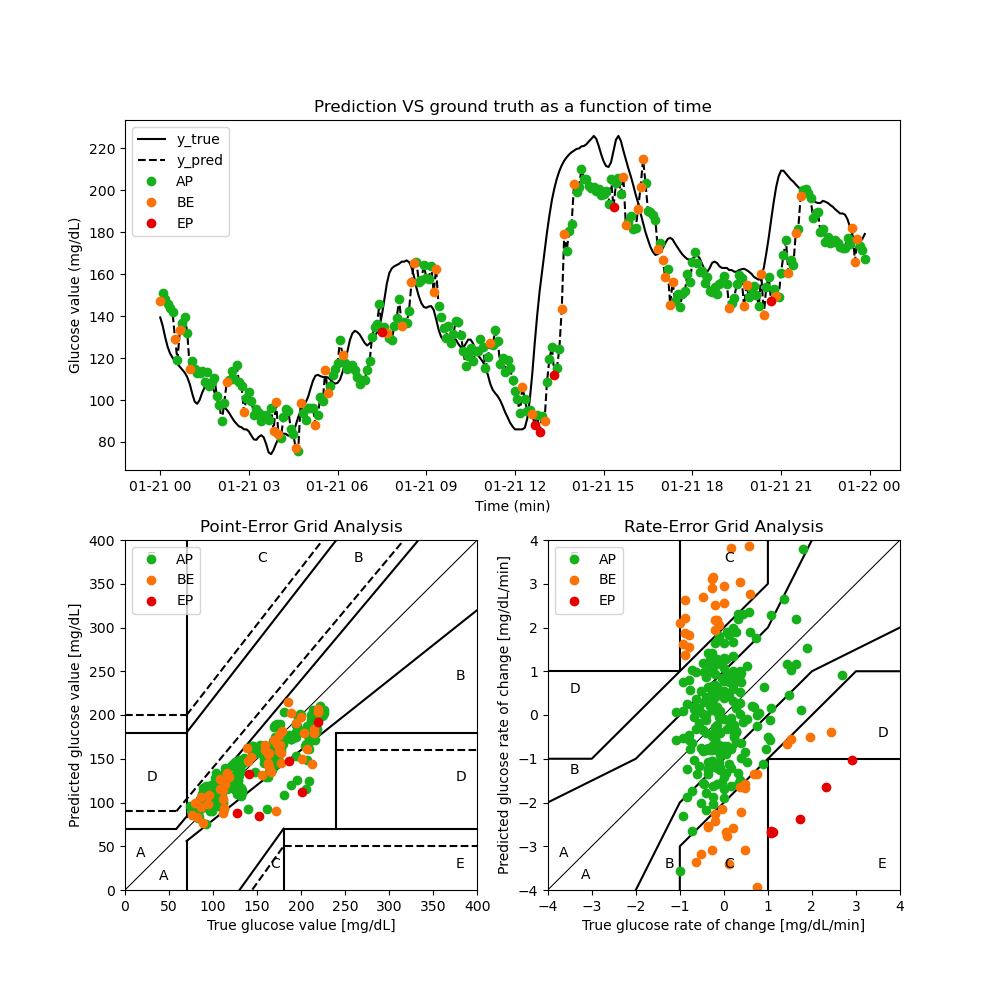 Prediction VS ground truth as a function of time
y_true
y_pred
AP
BE
EP
220
200
180
160
140
120
100
80
Glucose value (mg/dL)
01-21 00 01-21 03 01-21 06 01-21 09 01-21 12 01-21 15 01-21 18 01-21 21 01-22 00
Time (min)
Point-Error Grid Analysis
AP
BE
EP
C
B
B
D
D
A
A
C
E
400
350
300
250
200
150
100
50
0
Predicted glucose value [mg/dL]
0 50 100 150 200 250 300 350 400
True glucose value [mg/dL]
Rate-Error Grid Analysis
AP
BE
EP
C
D
B
D
A
A
B
C
E
4
3
2
1
0
−1
−2
−3
−4
Predicted glucose rate of change [mg/dL/min]
−4 −3 −2 −1 0 1 2 3 4
True glucose rate of change [mg/dL/min]